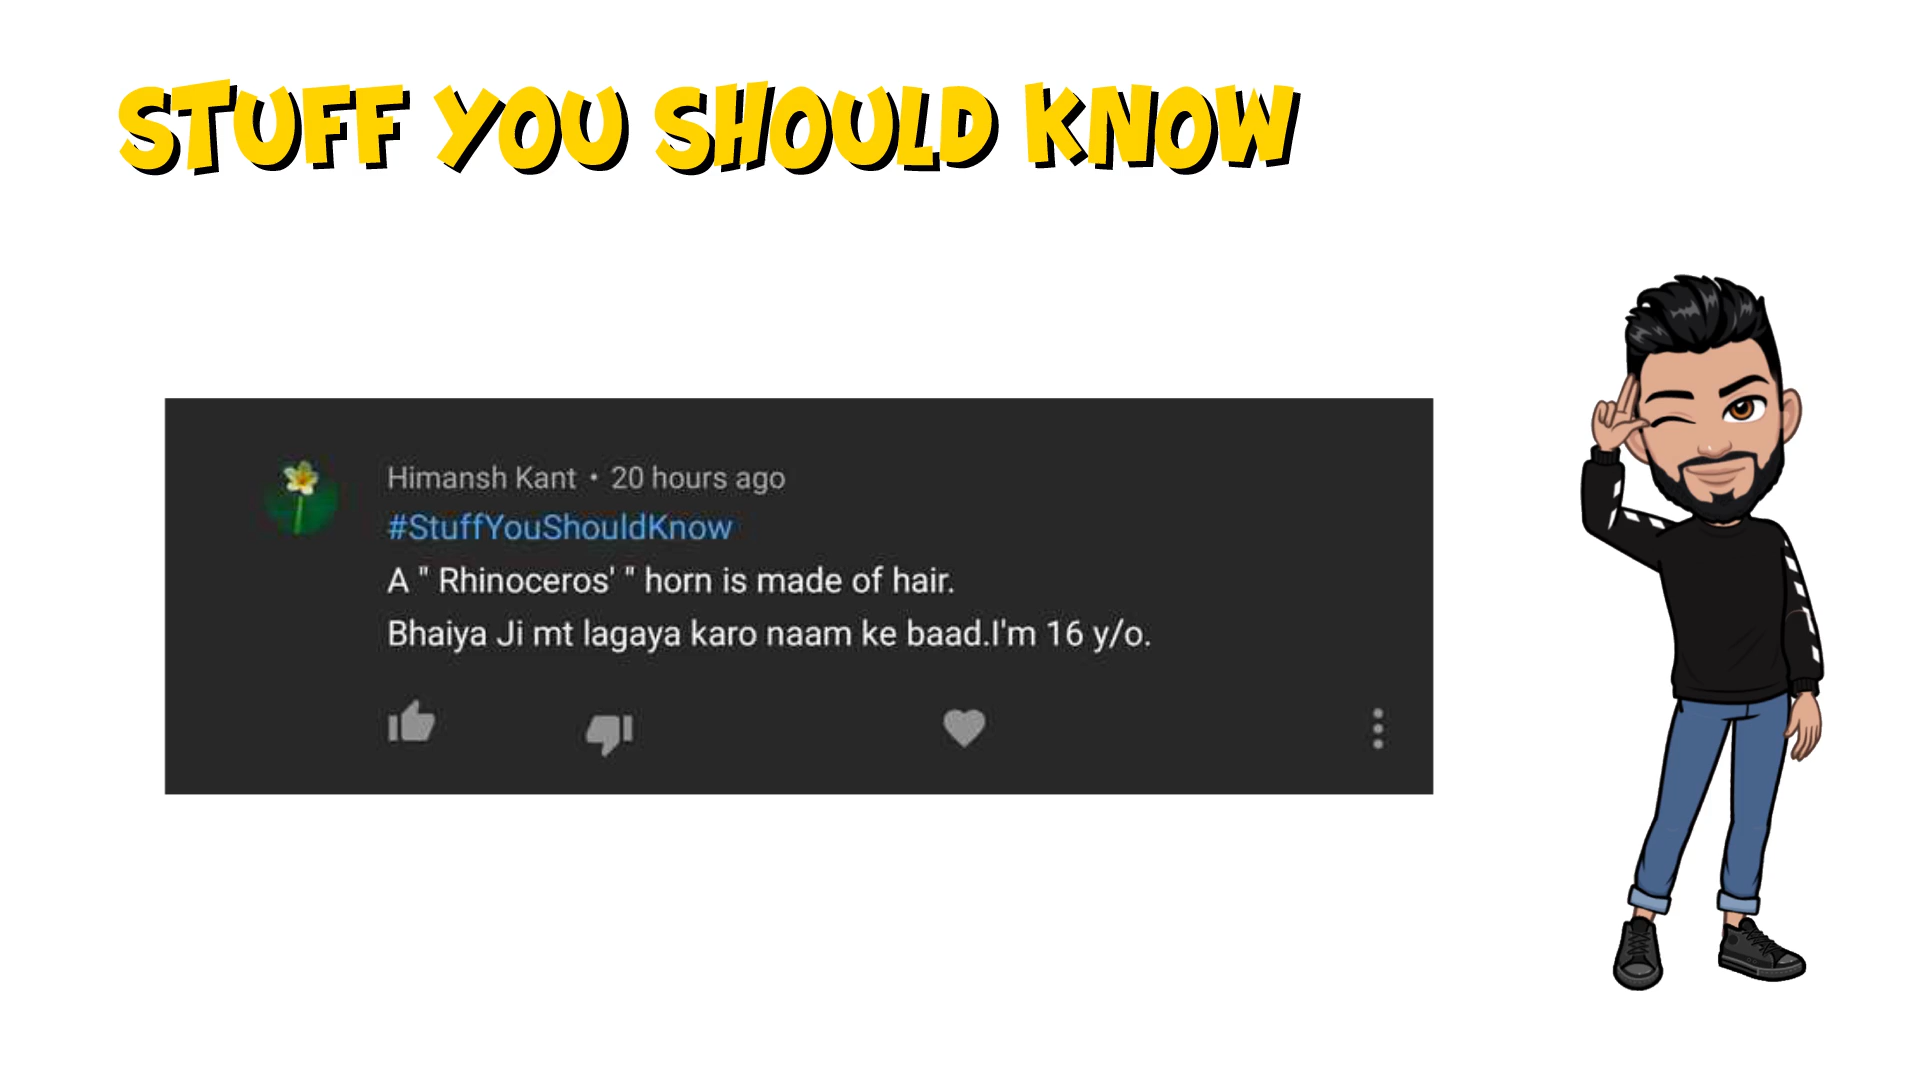 STUFF YOU SHOULD KNOW
Himansh Kant • 20 hours ago
#StuffYouShouldKnow
A " Rhinoceros' " horn is made of hair.
Bhaiya Ji mt lagaya karo naam ke baad.I'm 16 y/o.